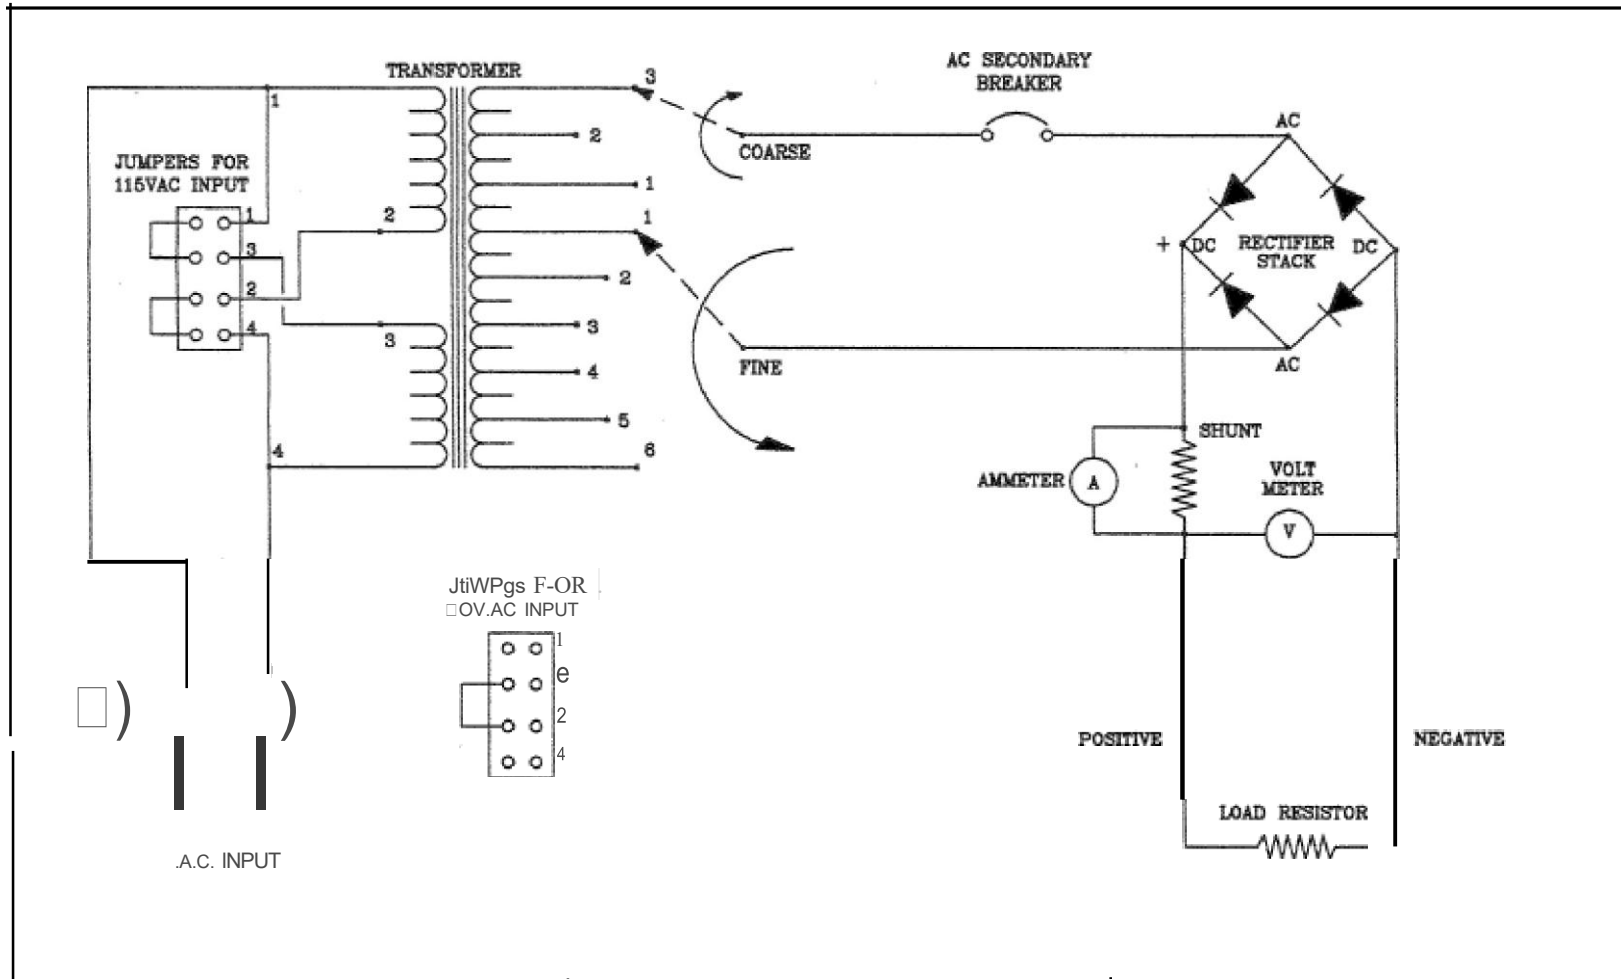 TRANSFORMER
AC SECONDARY
BREAKER
JUMPERS FOR
115VAC INPUT
1
2
3
4
1
3
2
4
3
2
1
1
2
3
4
5
6
COARSE
FINE
AC
+ DC
RECTIFIER
STACK
DC
AC
SHUNT
AMMETER
A
VOLT
METER
V
JtiWPgs F-OR
□OV.AC INPUT
1
e
2
4
□)
)
.A.C. INPUT
POSITIVE
NEGATIVE
LOAD RESISTOR